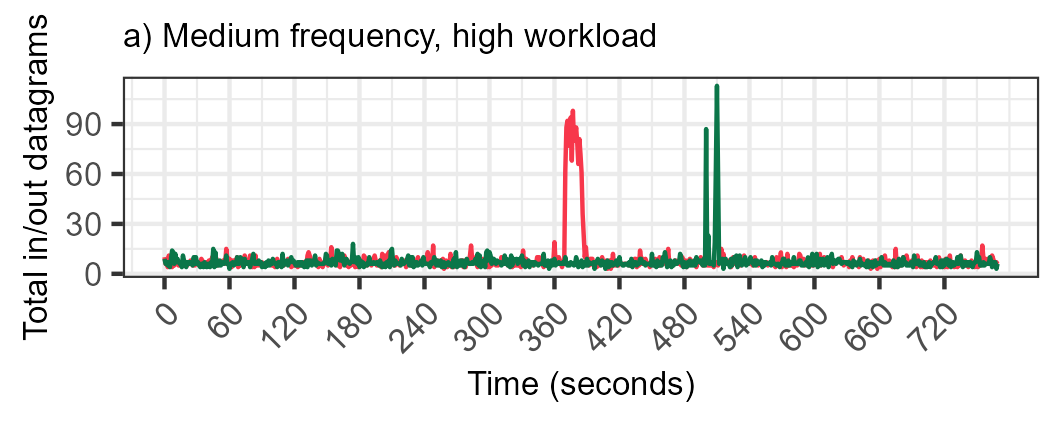 a) Medium frequency, high workload
Total in/out datagrams
90
60
30
0
0 60 120 180 240 300 360 420 480 540 600 660 720
Time (seconds)